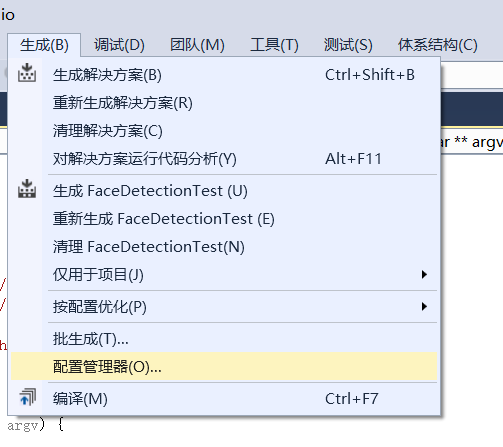 io
生成(B) 调试(D) 团队(M) 工具(T) 测试(S) 体系结构(C)
生成解决方案(B) Ctrl+Shift+B
重新生成解决方案(R)
清理解决方案(C)
对解决方案运行代码分析(Y) Alt+F11
ar ** argv
生成 FaceDetectionTest (U)
重新生成 FaceDetectionTest (E)
清理 FaceDetectionTest(N)
仅用于项目(J)
/
按配置优化(P)
/
批生成(T)...
h
配置管理器(O)...
编译(M) Ctrl+F7
argv) {